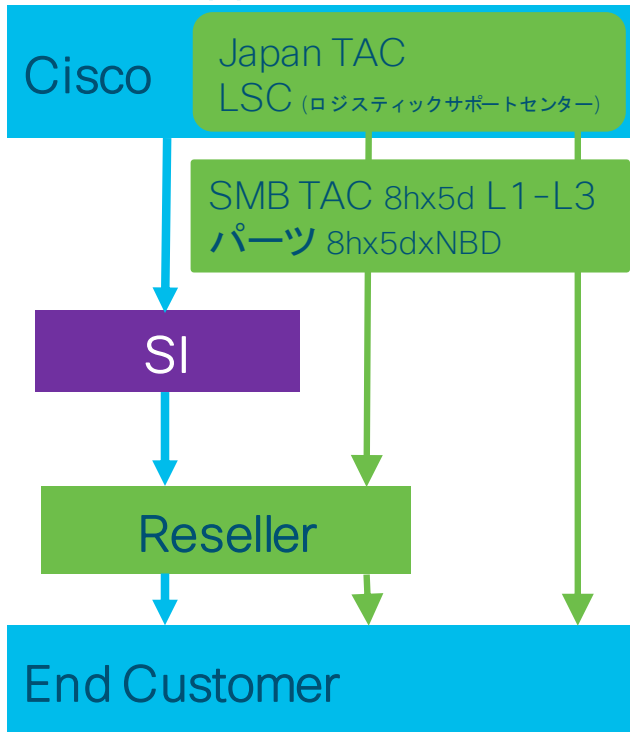 Cisco
Japan TAC
LSC (ロジスティックサポートセンター)
SMB TAC 8hx5d L1-L3
パーツ 8hx5dxNBD
SI
Reseller
End Customer